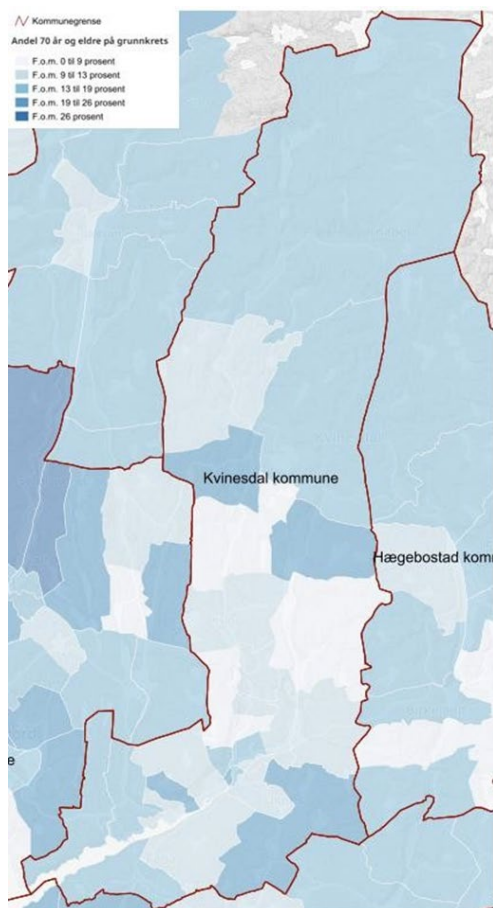 Kommunegrense
Andel 70 år og eldre på grunnkrets
F.o.m. 0 til 9 prosent
F.o.m. 9 til 13 prosent
F.o.m. 13 til 19 prosent
F.o.m. 19 til 26 prosent
F.o.m. 26 prosent
Kvinesdal kommune
Hægebostad kom
e